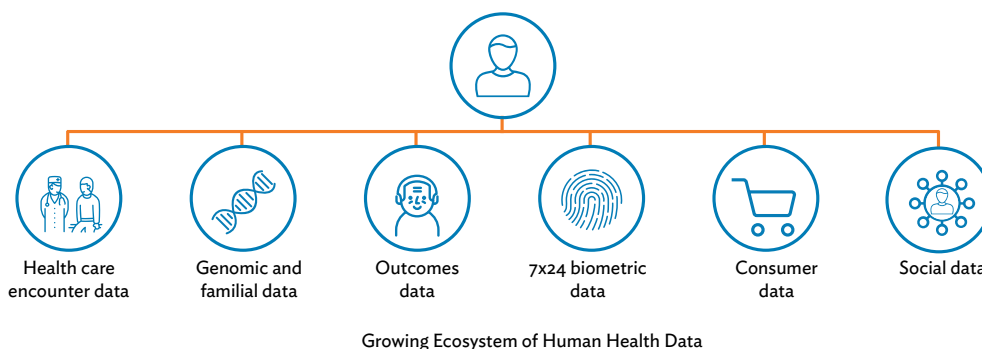 Health care
encounter data
Genomic and
familial data
Outcomes
data
7x24 biometric
data
Consumer
data
Social data
Growing Ecosystem of Human Health Data